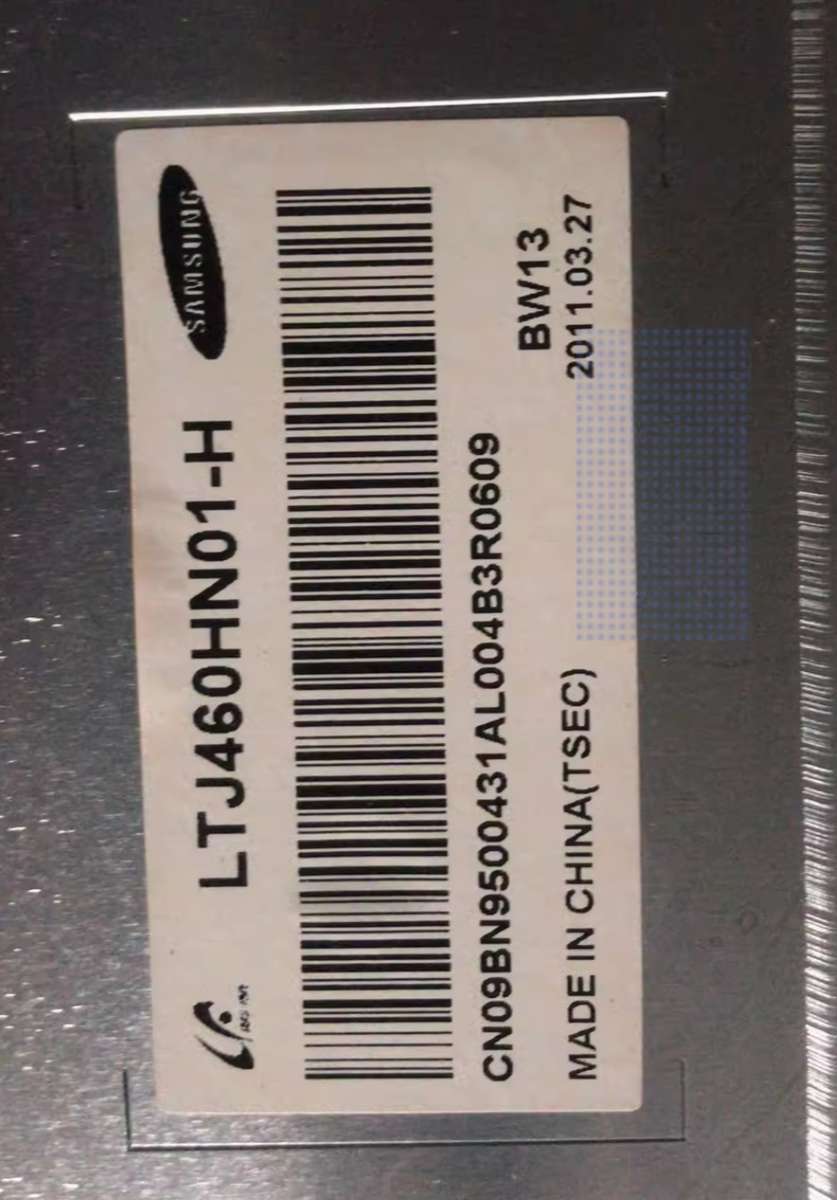 SAMSUNG
LTJ460HN01-H
CN09BN9500431AL004B3R0609
BW13
MADE IN CHINA(TSEC)
2011.03.27